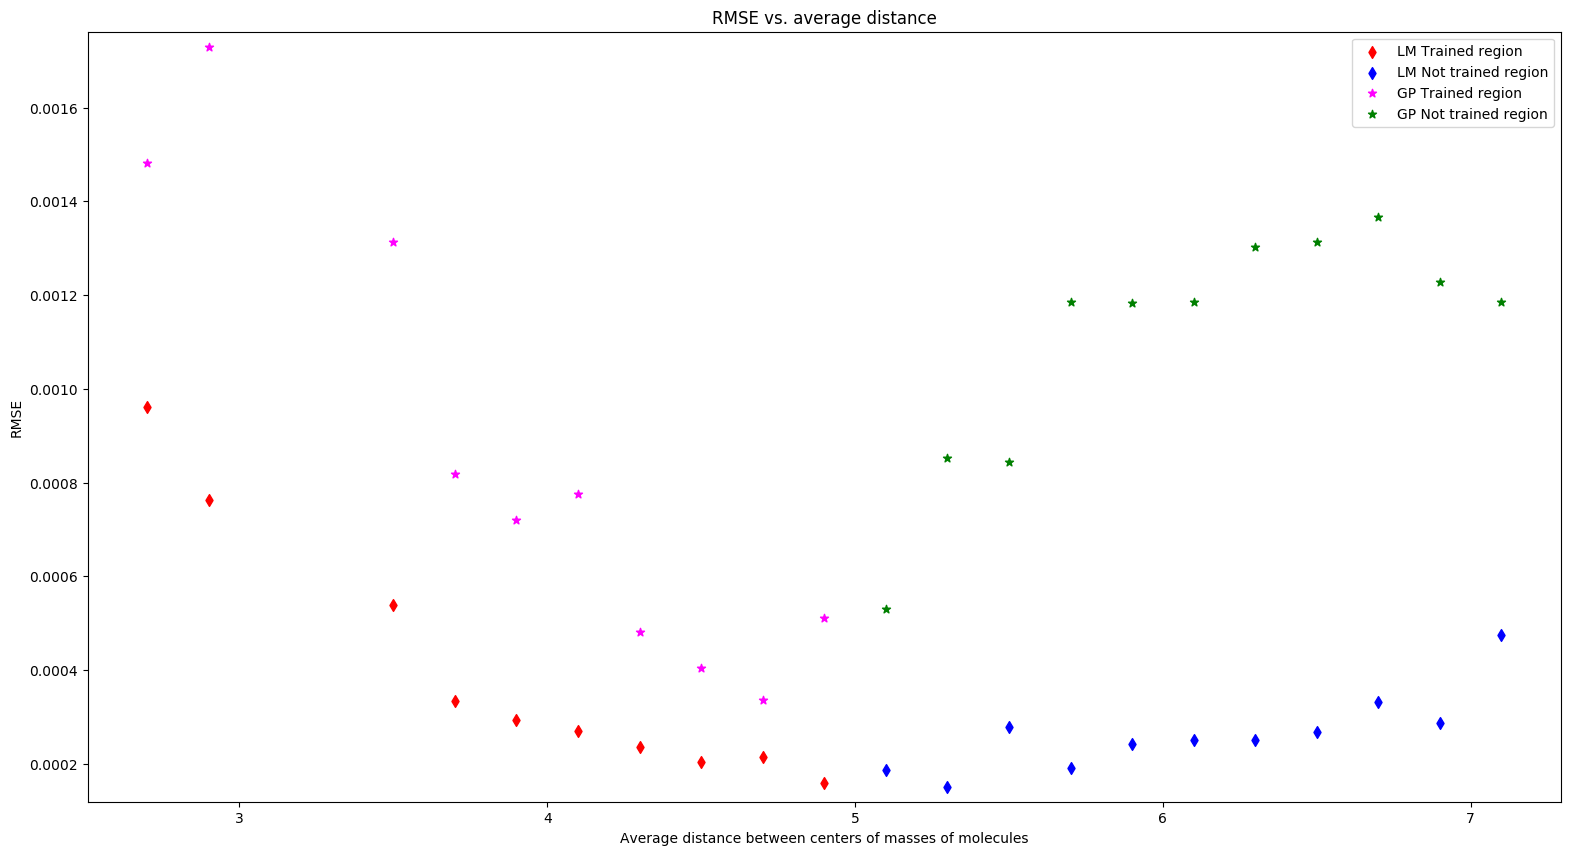 RMSE vs. average distance
LM Trained region
LM Not trained region
GP Trained region
GP Not trained region
RMSE
0.0016
0.0014
0.0012
0.0010
0.0008
0.0006
0.0004
0.0002
3 4 5 6 7
Average distance between centers of masses of molecules